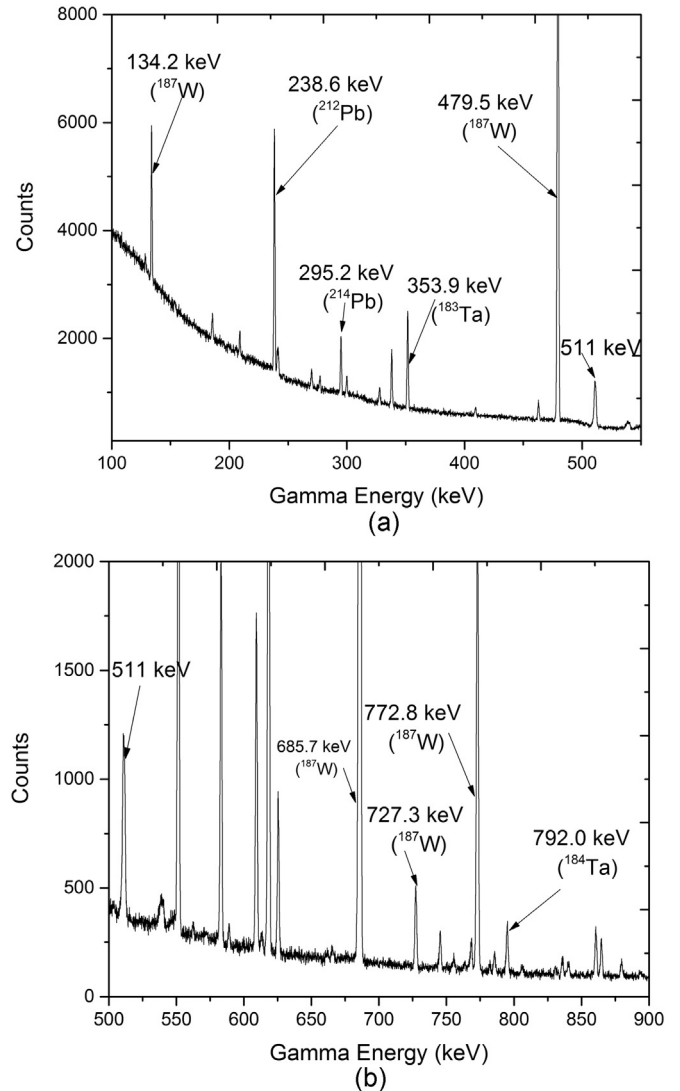 8000
6000
4000
2000
Counts
134.2 keV
(¹⁸⁷W)
238.6 keV
(²¹²Pb)
479.5 keV
(¹⁸⁷W)
295.2 keV
(²¹⁴Pb)
353.9 keV
(¹⁸³Ta)
511 keV
100 200 300 400 500
Gamma Energy (keV)
(a)
2000
1500
1000
500
0
Counts
511 keV
685.7 keV
(¹⁸⁷W)
772.8 keV
(¹⁸⁷W)
727.3 keV
(¹⁸⁷W)
792.0 keV
(¹⁸⁴Ta)
500 550 600 650 700 750 800 850 900
Gamma Energy (keV)
(b)